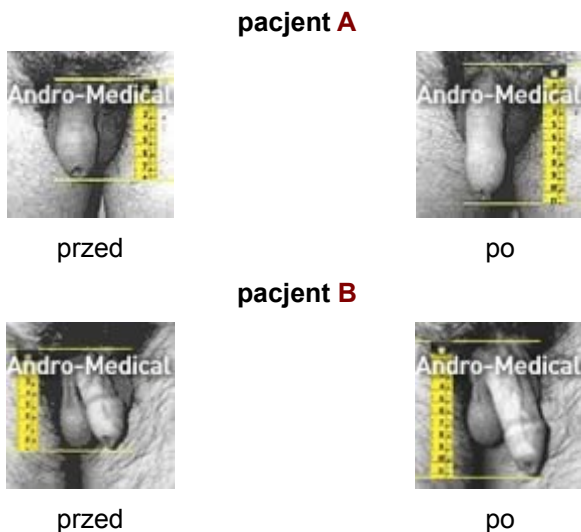 pacjent A
Andro-Medical
Andro-Medical
przed
po
pacjent B
Andro-Medical
Andro-Medical
przed
po